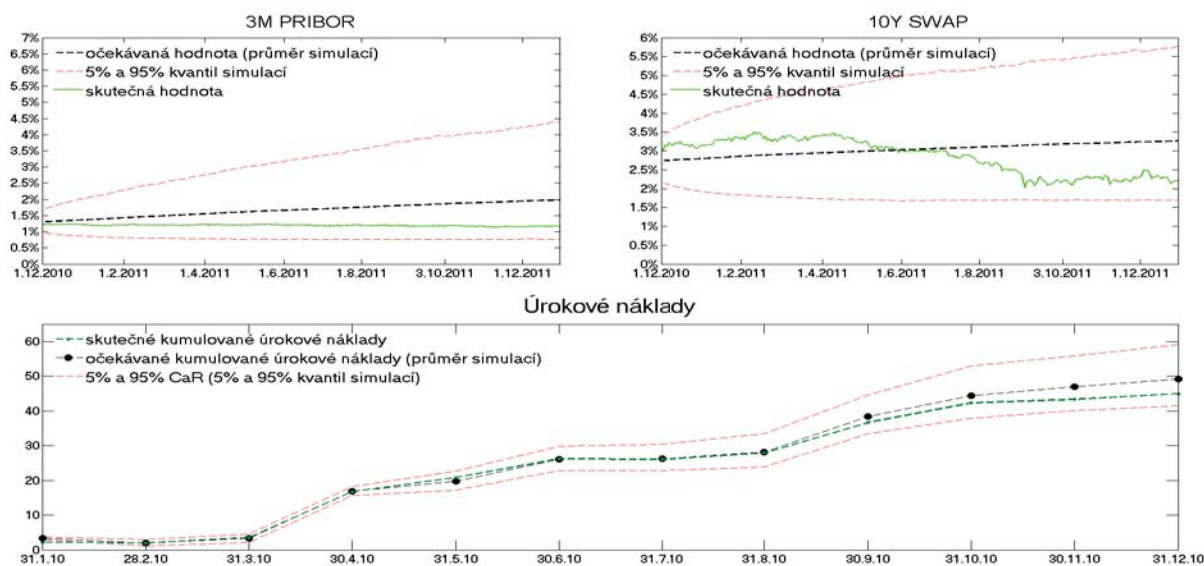 3M PRIBOR
7%
6.5%
6%
5.5%
5%
4.5%
4%
3.5%
3%
2.5%
2%
1.5%
1%
0.5%
0%
očekávaná hodnota (průměr simulací)
5% a 95% kvantil simulací
skutečná hodnota
1.12.2010 1.2.2011 1.4.2011 1.6.2011 1.8.2011 3.10.2011 1.12.2011
10Y SWAP
6%
5.5%
5%
4.5%
4%
3.5%
3%
2.5%
2%
1.5%
1%
0.5%
0%
očekávaná hodnota (průměr simulací)
5% a 95% kvantil simulací
skutečná hodnota
1.12.2010 1.2.2011 1.4.2011 1.6.2011 1.8.2011 3.10.2011 1.12.2011
Úrokové náklady
60
50
40
30
20
10
0
skutečné kumulované úrokové náklady
očekávané kumulované úrokové náklady (průměr simulací)
5% a 95% CaR (5% a 95% kvantil simulací)
31.1.10 28.2.10 31.3.10 30.4.10 31.5.10 30.6.10 31.7.10 31.8.10 30.9.10 31.10.10 30.11.10 31.12.10